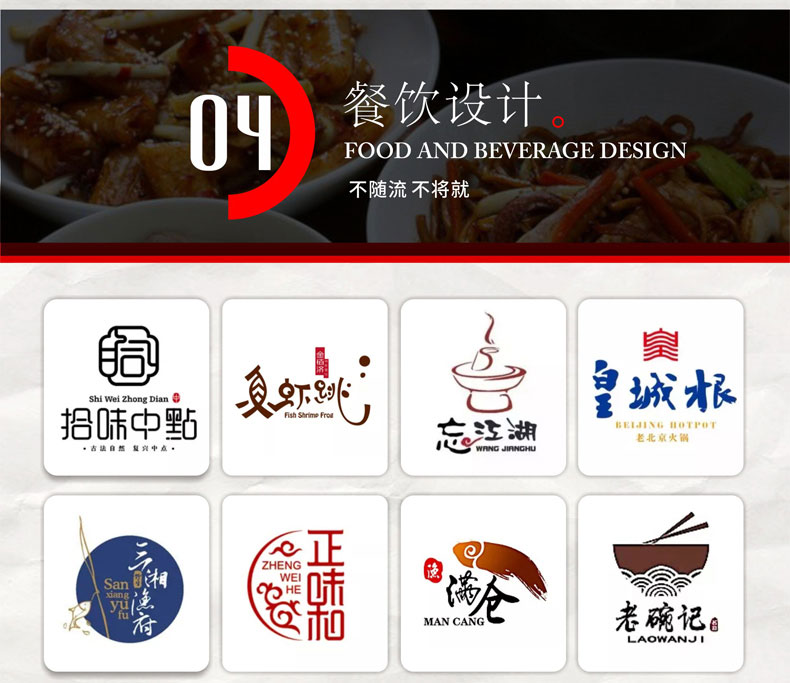 04
餐饮设计。
FOOD AND BEVERAGE DESIGN
不随流 不将就
Shi Wei Zhong Dian
拾味中點
·古法自然 复兴中点·
鱼虾跳
Fish Shrimp Frog
忘江湖
WANG JIANGHU
皇城根
BEIJING HOTPOT
老北京火锅
三湘渔府
San
xiang
yu
fu
正味和
ZHENG
WEI
HE
渔
满仓
MAN CANG
老碗记
LAOWANJI